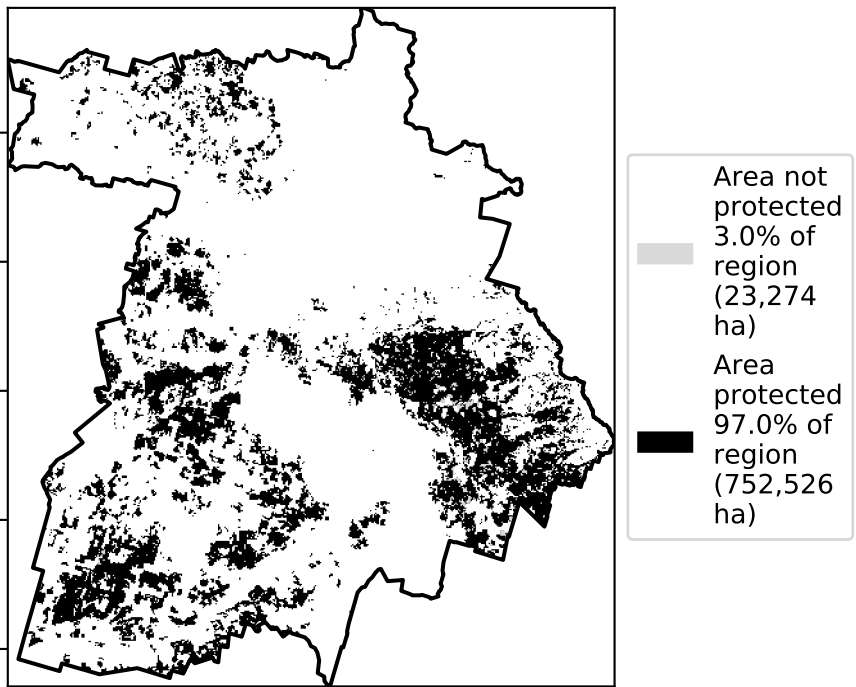 Area not
protected
3.0% of
region
(23,274
ha)
Area
protected
97.0% of
region
(752,526
ha)